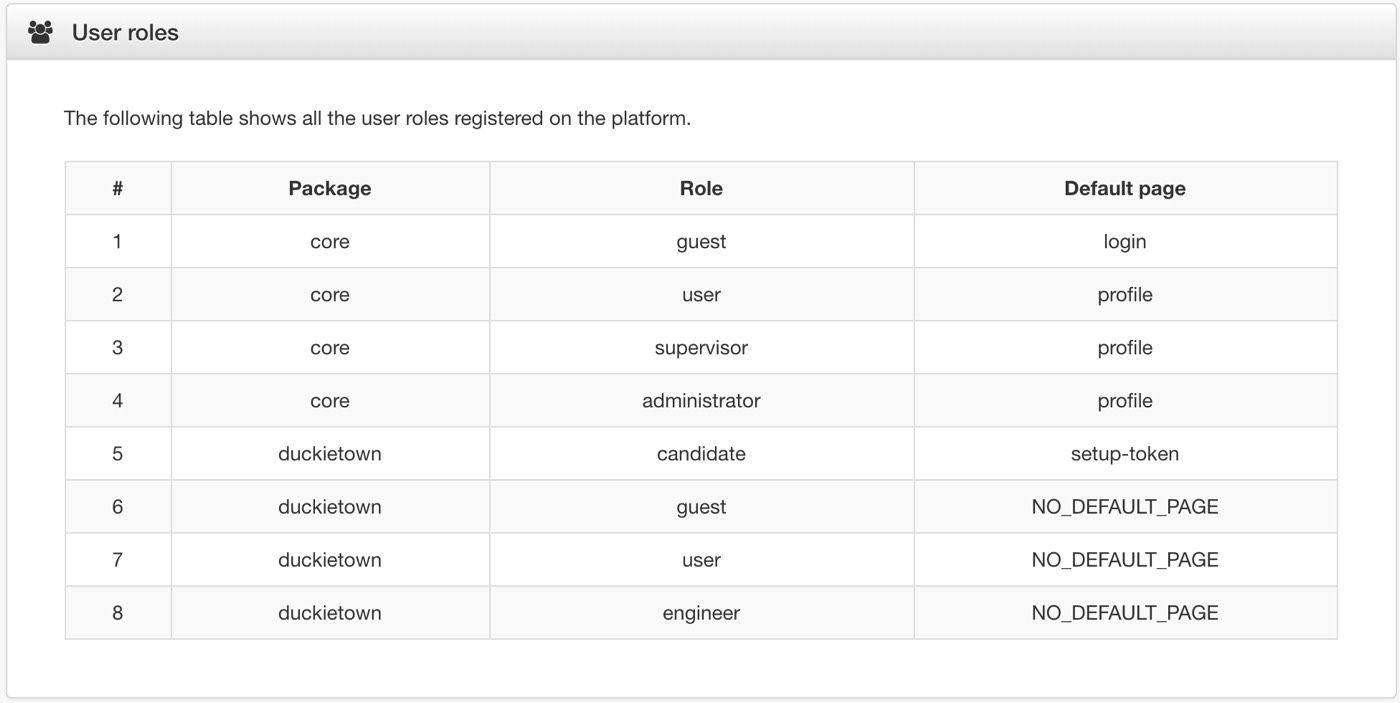 User roles
The following table shows all the user roles registered on the platform.
# Package Role Default page
1 core guest login
2 core user profile
3 core supervisor profile
4 core administrator profile
5 duckietown candidate setup-token
6 duckietown guest NO_DEFAULT_PAGE
7 duckietown user NO_DEFAULT_PAGE
8 duckietown engineer NO_DEFAULT_PAGE